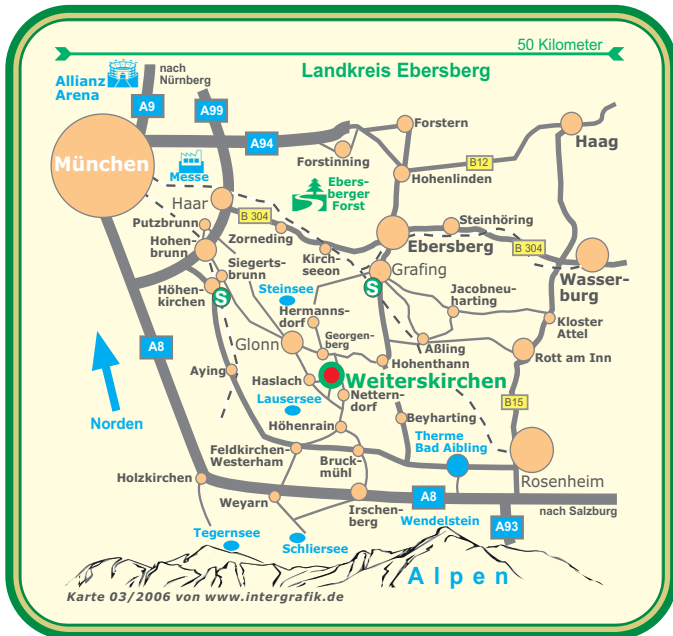 50 Kilometer
Landkreis Ebersberg
Allianz
Arena
nach
Nürnberg
A9
A99
A94
Forstern
Haag
München
Messe
Forstinning
B12
Hohenlinden
Ebers-
berger
Forst
Haar
B 304
Putzbrunn
Zorneding
Steinhöring
Hohen-
brunn
Kirch-
seeon
Ebersberg
B 304
Siegerts-
brunn
Grafing
Wasser-
burg
Höhen-
kirchen
S
S
Steinsee
Jacobneu-
harting
Hermanns-
dorf
Kloster
Attel
A8
Glonn
Georgen-
berg
Aßling
Rott am Inn
Hohenthann
Aying
Haslach
Weiterskirchen
Lausersee
Nettern-
dorf
B15
Norden
Höhenrain
Beyharting
Therme
Bad Aibling
Feldkirchen-
Westerham
Bruck-
mühl
Rosenheim
Holzkirchen
Weyarn
Irschen-
berg
A8
nach Salzburg
Wendelstein
A93
Tegernsee
Schliersee
Alpen
Karte 03/2006 von www.intergrafik.de